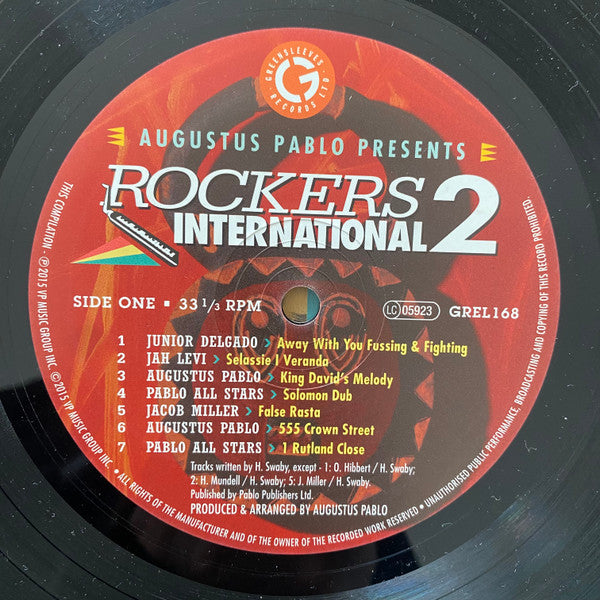 GREENSLEEVES RECORDS LTD
G
AUGUSTUS PABLO PRESENTS
ROCKERS
INTERNATIONAL 2
SIDE ONE ▪ 33 1/3 RPM
LC 05923 GREL168
1 JUNIOR DELGADO > Away With You Fussing & Fighting
2 JAH LEVI > Selassie I Veranda
3 AUGUSTUS PABLO > King David's Melody
4 PABLO ALL STARS > Solomon Dub
5 JACOB MILLER > False Rasta
6 AUGUSTUS PABLO > 555 Crown Street
7 PABLO ALL STARS > 1 Rutland Close
Tracks written by H. Swaby, except - 1: O. Hibbert / H. Swaby;
2: H. Mundell / H. Swaby; 5: J. Miller / H. Swaby.
Published by Pablo Publishers Ltd.
PRODUCED & ARRANGED BY AUGUSTUS PABLO
THIS COMPILATION - ℗ 2015 VP MUSIC GROUP INC. © 2015 VP MUSIC GROUP INC. • ALL RIGHTS OF THE MANUFACTURER AND OF THE OWNER OF THE RECORDED WORK RESERVED • UNAUTHORISED PUBLIC PERFORMANCE, BROADCASTING AND COPYING OF THIS RECORD PROHIBITED.